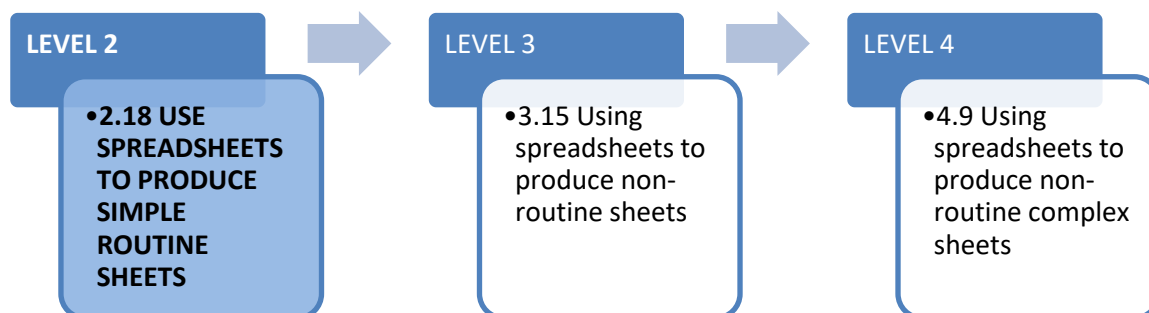 LEVEL 2
•2.18 USE
SPREADSHEETS
TO PRODUCE
SIMPLE
ROUTINE
SHEETS
LEVEL 3
•3.15 Using
spreadsheets to
produce non-
routine sheets
LEVEL 4
•4.9 Using
spreadsheets to
produce non-
routine complex
sheets